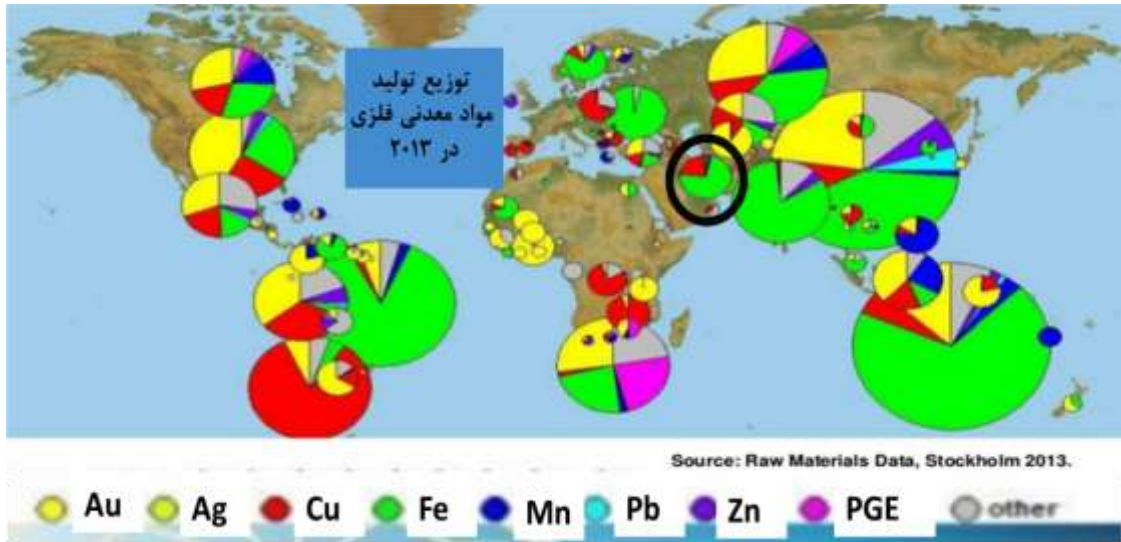 توزیع تولید
مواد معدنی فلزی
در ۲۰۱۳
Source: Raw Materials Data, Stockholm 2013.
Au Ag Cu Fe Mn Pb Zn PGE other